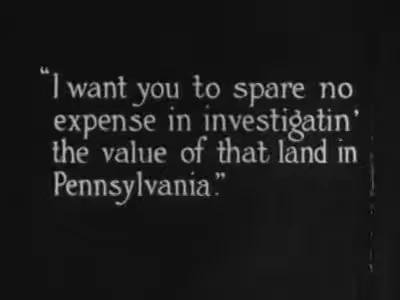 “I want you to spare no
expense in investigatin’
the value of that land in
Pennsylvania.”